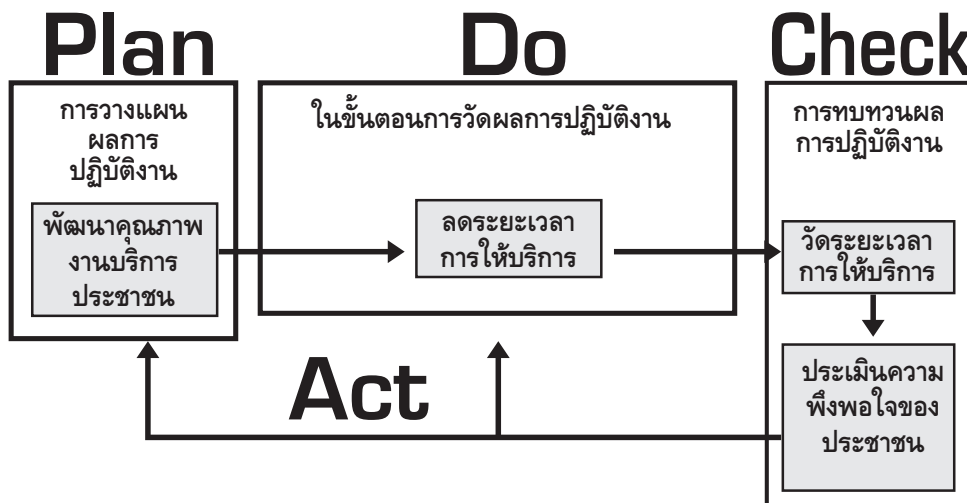 Plan
Do
Check
การวางแผน
ผลการ
ปฏิบัติงาน
พัฒนาคุณภาพ
งานบริการ
ประชาชน
ในขั้นตอนการวัดผลการปฏิบัติงาน
ลดระยะเวลา
การให้บริการ
การทบทวนผล
การปฏิบัติงาน
วัดระยะเวลา
การให้บริการ
ประเมินความ
พึงพอใจของ
ประชาชน
Act